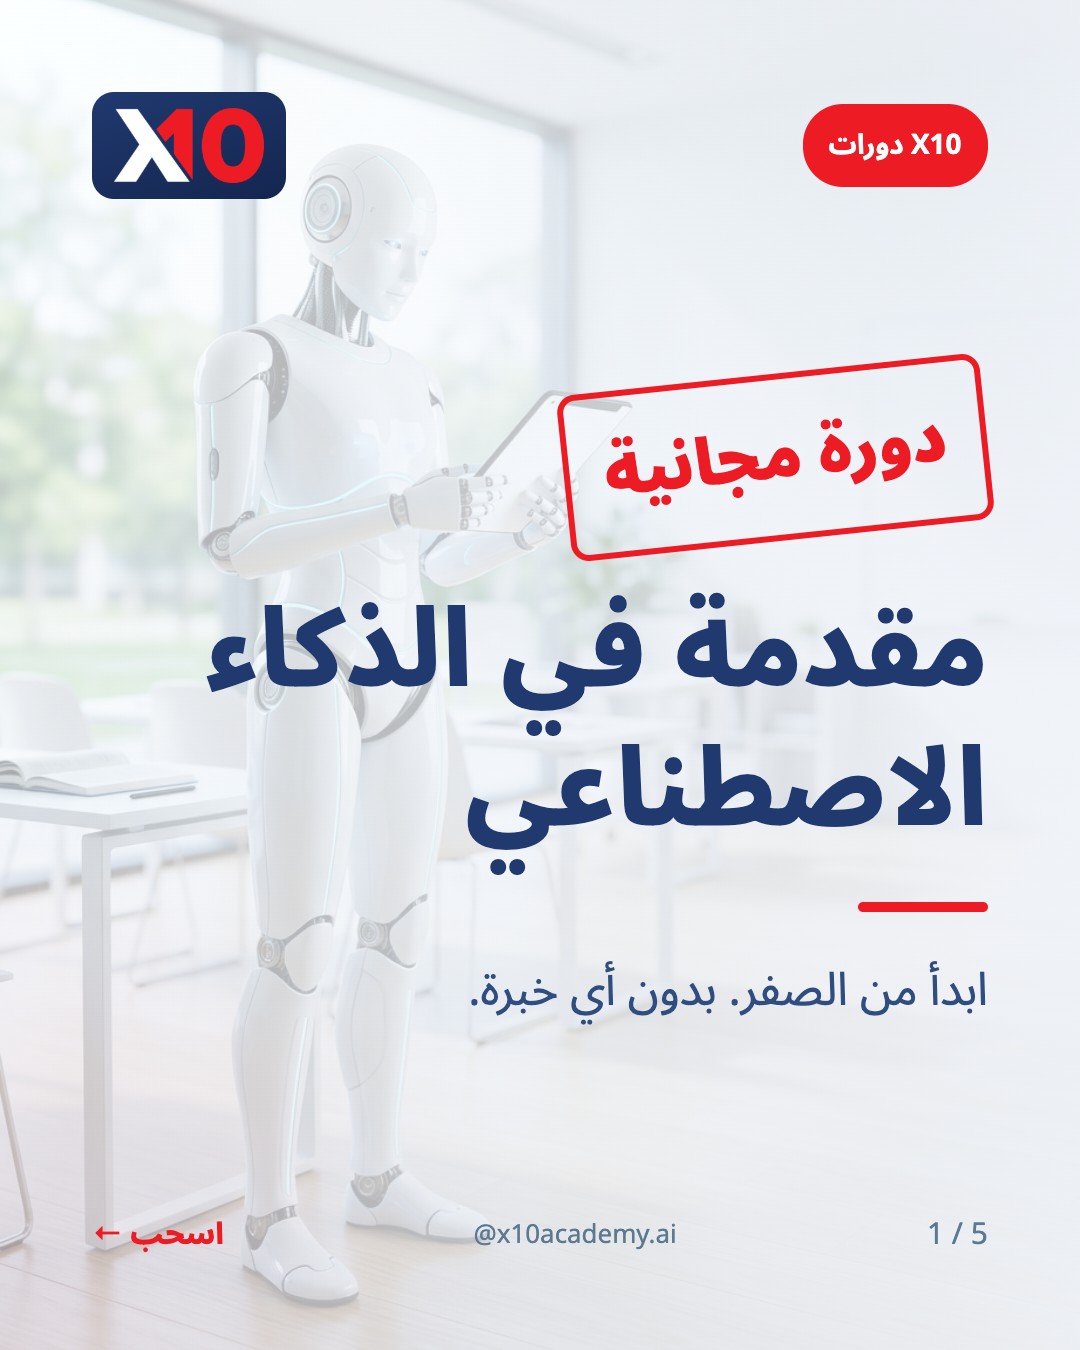 X10
دورات X10
دورة مجانية
مقدمة في الذكاء
الاصطناعي
ابدأ من الصفر. بدون أي خبرة.
1 / 5
@x10academy.ai
اسحب ←